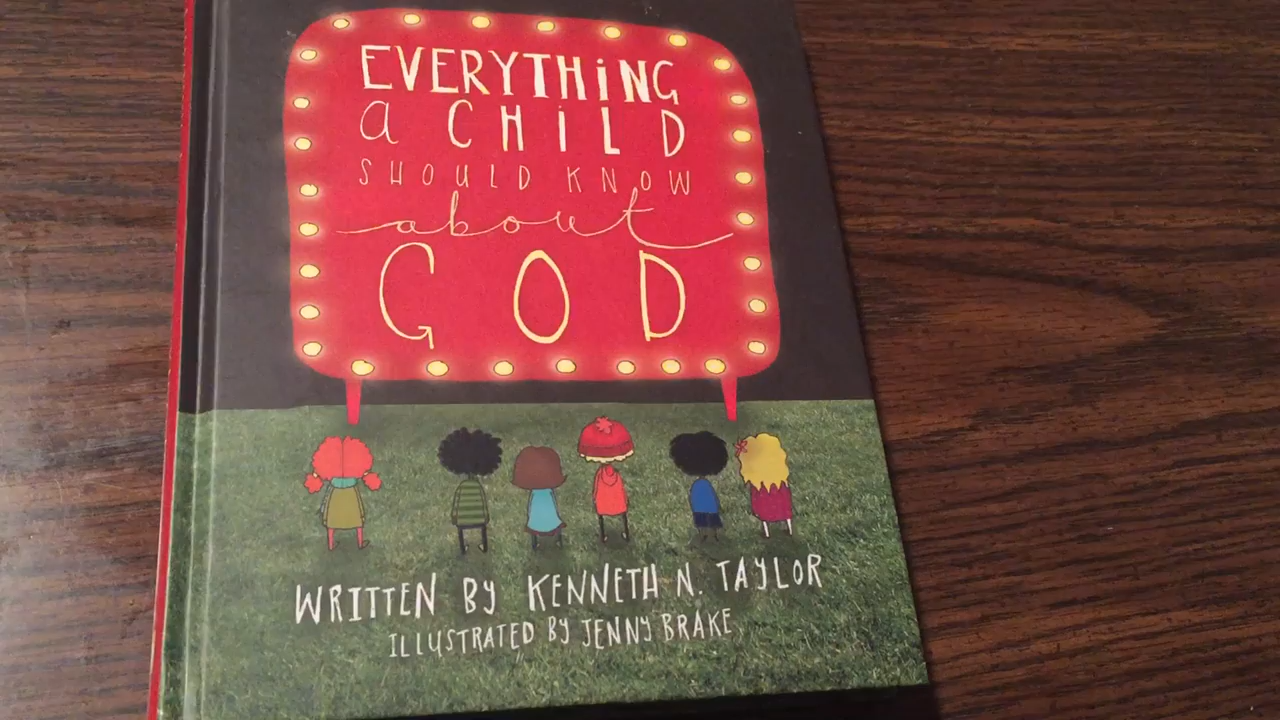 EVERYTHING
a CHILD
SHOULD KNOW
about
GOD
WRITTEN BY KENNETH N. TAYLOR
ILLUSTRATED BY JENNY BRAKE